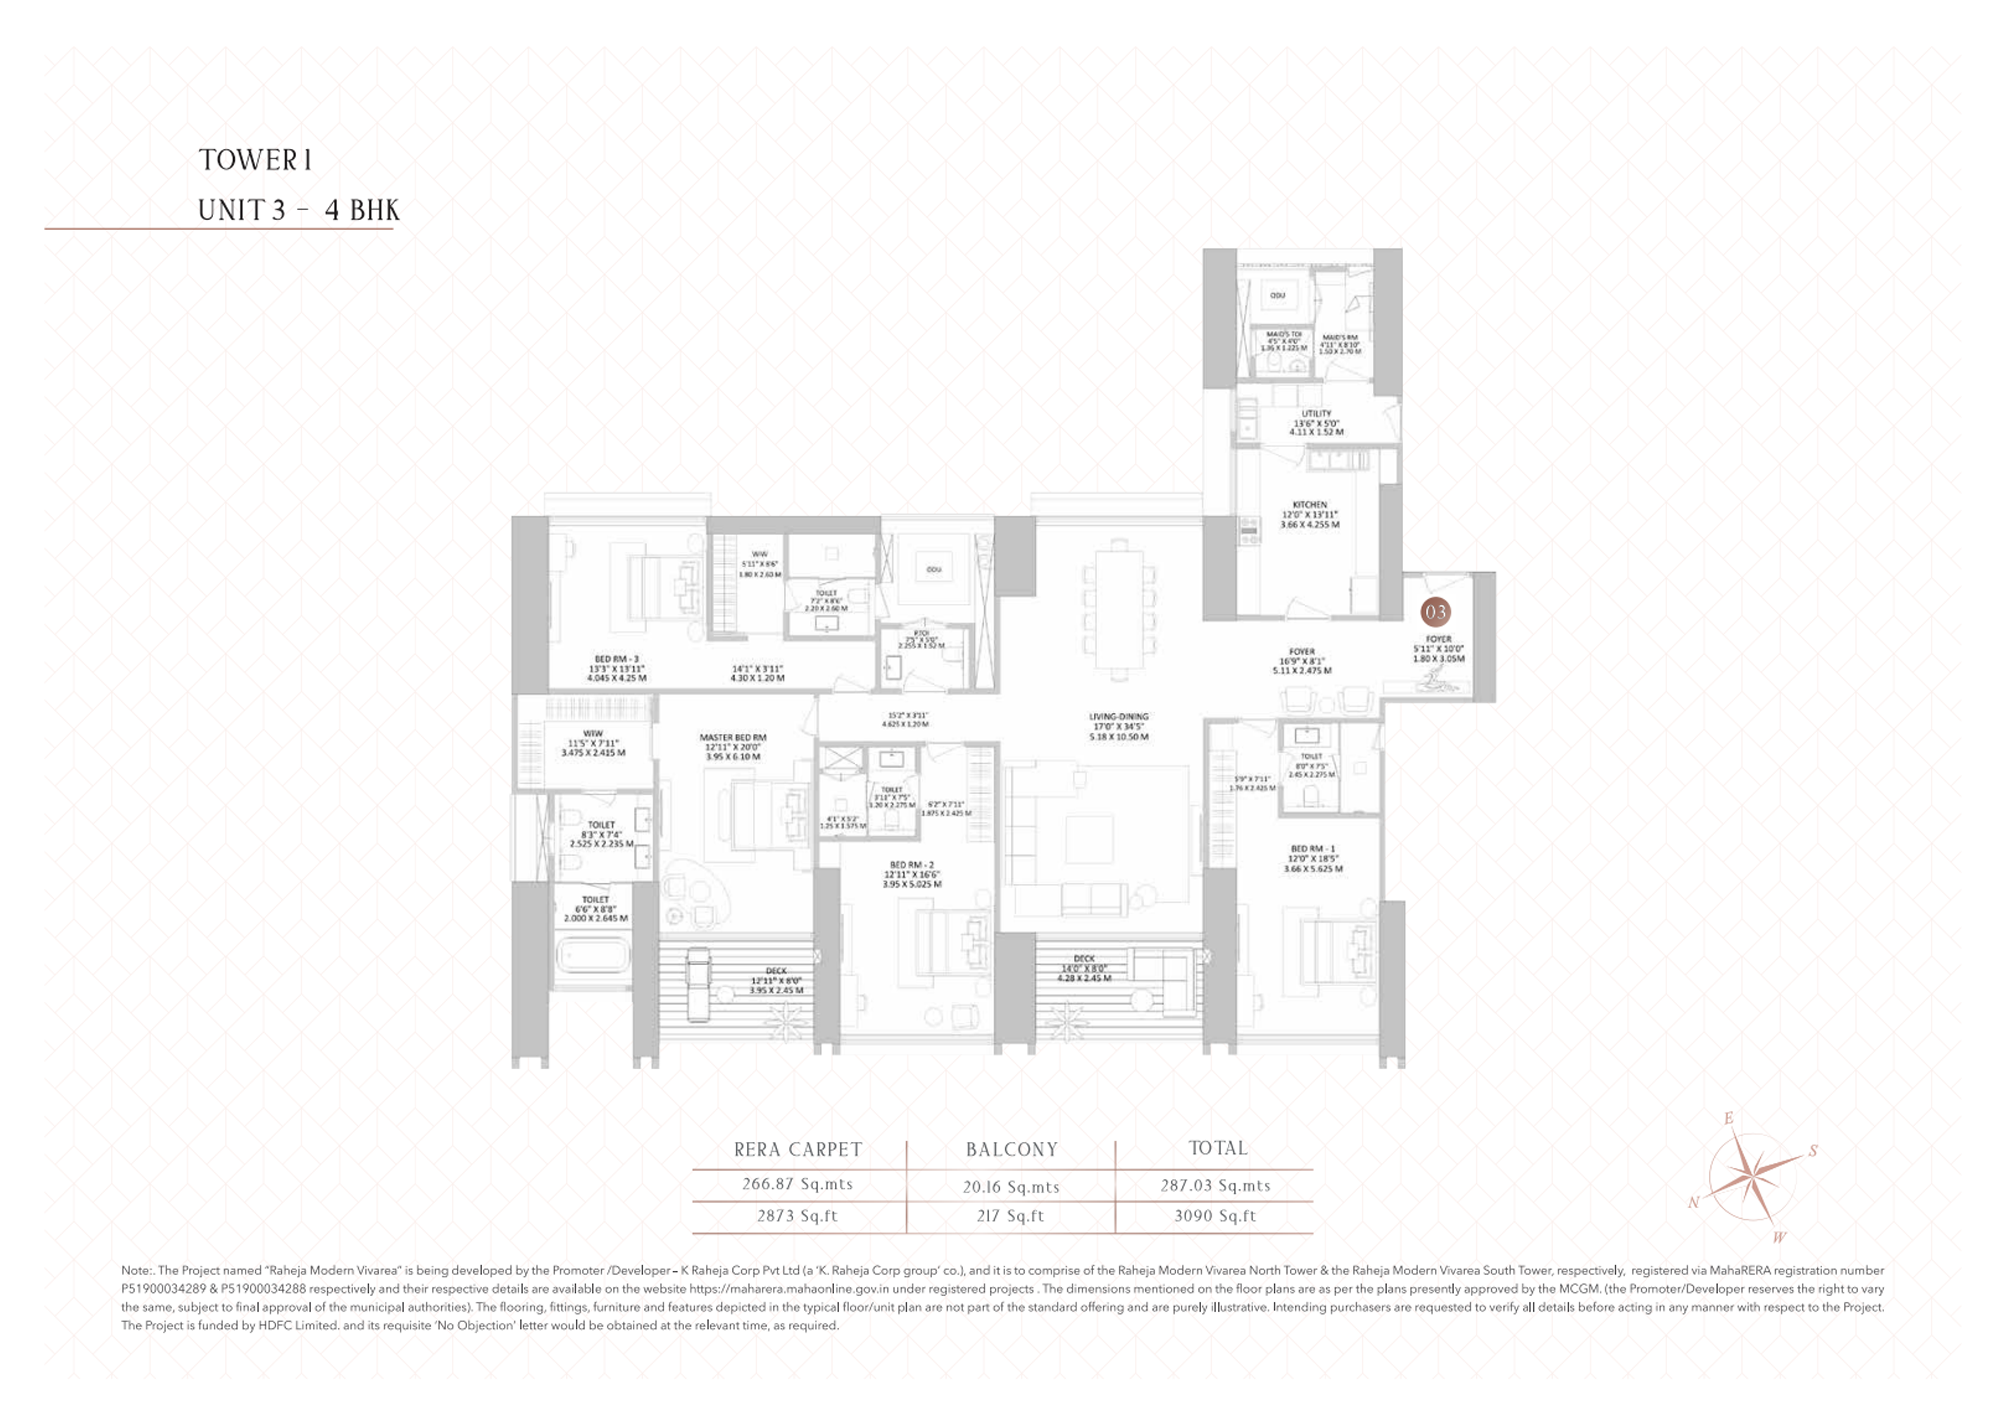 TOWER 1
UNIT 3 - 4 BHK
ODU
MAID'S TOI
4'5" X 4'0"
1.35 X 1.225 M
MAID'S RM
4'11" X 8'10"
1.50 X 2.70 M
UTILITY
13'6" X 5'0"
4.11 X 1.52 M
KITCHEN
12'0" X 13'11"
3.66 X 4.255 M
03
FOYER
5'11" X 10'0"
1.80 X 3.05M
FOYER
16'9" X 8'1"
5.11 X 2.475 M
W-W
5'11" X 8'6"
1.80 X 2.60 M
TOILET
7'2" X 8'6"
2.20 X 2.60 M
ODU
P.TOI
7'5" X 5'0"
2.255 X 1.52 M
BED RM - 3
13'3" X 13'11"
4.045 X 4.25 M
14'1" X 3'11"
4.30 X 1.20 M
15'2" X 3'11"
4.625 X 1.20 M
LIVING-DINING
17'0" X 34'5"
5.18 X 10.50 M
WIW
11'5" X 7'11"
3.475 X 2.415 M
MASTER BED RM
12'11" X 20'0"
3.95 X 6.10 M
TOILET
3'11" X 7'5"
1.20 X 2.275 M
4'1" X 5'2"
1.25 X 1.575 M
6'2" X 7'11"
1.875 X 2.425 M
TOILET
8'0" X 7'5"
2.45 X 2.275 M
5'9" X 7'11"
1.76 X 2.425 M
TOILET
8'3" X 7'4"
2.525 X 2.235 M
BED RM - 2
12'11" X 16'6"
3.95 X 5.025 M
BED RM - 1
12'0" X 18'5"
3.66 X 5.625 M
TOILET
6'6" X 8'8"
2.000 X 2.645 M
DECK
12'11" X 8'0"
3.95 X 2.45 M
DECK
14'0" X 8'0"
4.28 X 2.45 M
RERA CARPET BALCONY TOTAL
266.87 Sq.mts 20.16 Sq.mts 287.03 Sq.mts
2873 Sq.ft 217 Sq.ft 3090 Sq.ft
E
S
N
W
Note:. The Project named "Raheja Modern Vivarea" is being developed by the Promoter /Developer – K Raheja Corp Pvt Ltd (a 'K. Raheja Corp group' co.), and it is to comprise of the Raheja Modern Vivarea North Tower & the Raheja Modern Vivarea South Tower, respectively, registered via MahaRERA registration number
P51900034289 & P51900034288 respectively and their respective details are available on the website https://maharera.mahaonline.gov.in under registered projects . The dimensions mentioned on the floor plans are as per the plans presently approved by the MCGM. (the Promoter/Developer reserves the right to vary
the same, subject to final approval of the municipal authorities). The flooring, fittings, furniture and features depicted in the typical floor/unit plan are not part of the standard offering and are purely illustrative. Intending purchasers are requested to verify all details before acting in any manner with respect to the Project.
The Project is funded by HDFC Limited. and its requisite 'No Objection' letter would be obtained at the relevant time, as required.